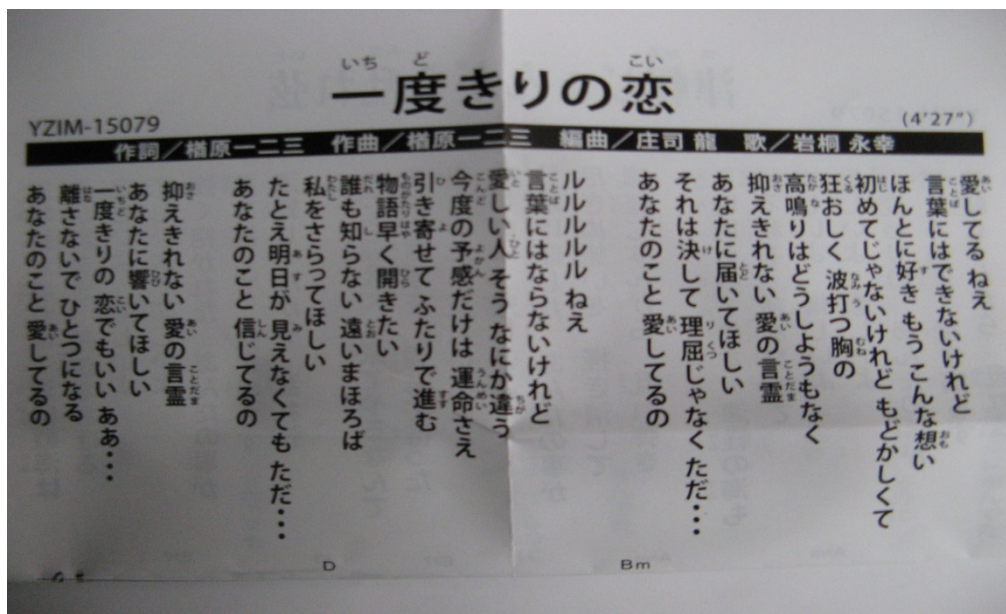 一度きりの恋
YZIM-15079
(4'27")
作詞／楢原一二三 作曲／楢原一二三 編曲／庄司 龍 歌／岩桐 永幸
愛してる ねえ
言葉にはできないけれど
ほんとに好き もう こんな想い
初めてじゃないけれど もどかしくて
狂おしく 波打つ胸の
高鳴りはどうしようもなく
抑えきれない 愛の言霊
あなたに届いてほしい
それは決して 理屈じゃなく ただ・・・
あなたのこと 愛してるの
ルルルルル ねえ
言葉にはならないけれど
愛しい人 そう なにか違う
今度の予感だけは 運命さえ
引き寄せて ふたりで進む
物語早く開きたい
誰も知らない 遠いまほろば
私をさらってほしい
たとえ明日が 見えなくても ただ・・・
あなたのこと 信じてるの
抑えきれない 愛の言霊
あなたに響いてほしい
一度きりの 恋でもいい ああ・・・
離さないで ひとつになる
あなたのこと 愛してるの
D
Bm